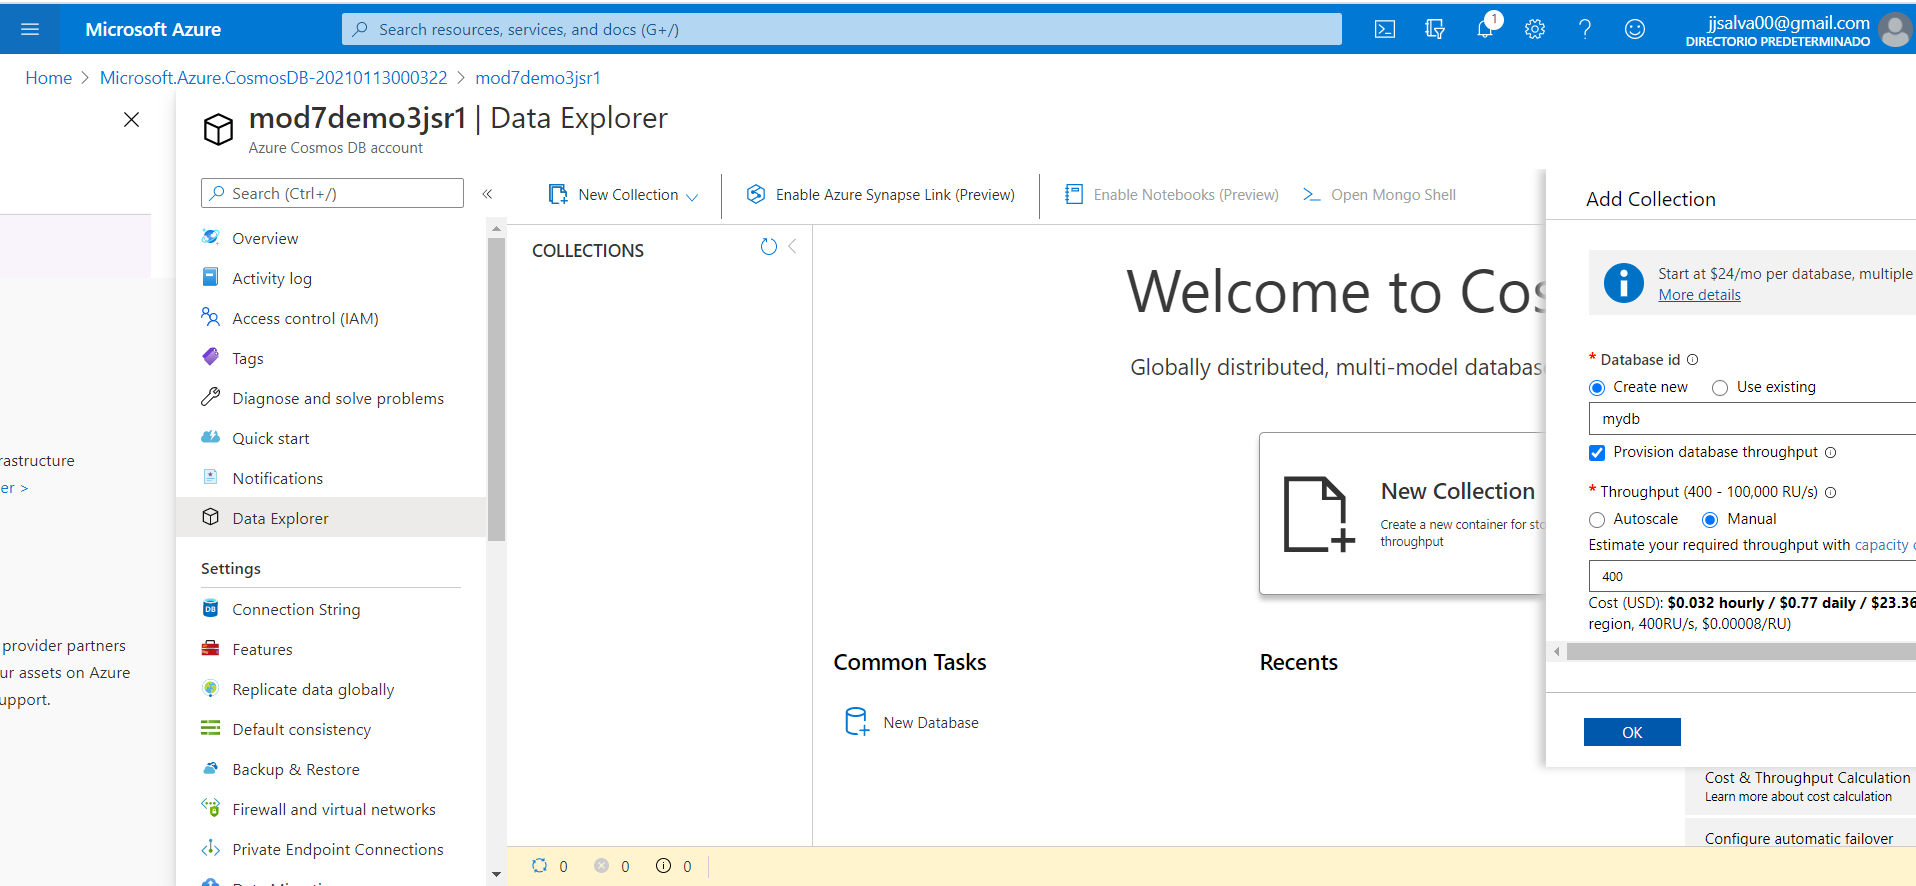 Microsoft Azure
Search resources, services, and docs (G+/)
1
jjsalva00@gmail.com
DIRECTORIO PREDETERMINADO
Home > Microsoft.Azure.CosmosDB-20210113000322 > mod7demo3jsr1
mod7demo3jsr1 | Data Explorer
Azure Cosmos DB account
rastructure
er >
provider partners
ur assets on Azure
upport.
Search (Ctrl+/)
«
Overview
Activity log
Access control (IAM)
Tags
Diagnose and solve problems
Quick start
Notifications
Data Explorer
Settings
Connection String
Features
Replicate data globally
Default consistency
Backup & Restore
Firewall and virtual networks
Private Endpoint Connections
New Collection
Enable Azure Synapse Link (Preview)
Enable Notebooks (Preview)
Open Mongo Shell
COLLECTIONS
Welcome to Cos
Globally distributed, multi-model databas
New Collection
Create a new container for sto
throughput
Common Tasks
New Database
Recents
Add Collection
Start at $24/mo per database, multiple
More details
* Database id
Create new
Use existing
mydb
Provision database throughput
* Throughput (400 - 100,000 RU/s)
Autoscale
Manual
Estimate your required throughput with capacity c
400
Cost (USD): $0.032 hourly / $0.77 daily / $23.36
region, 400RU/s, $0.00008/RU)
OK
Cost & Throughput Calculation
Learn more about cost calculation
Configure automatic failover
0
0
0